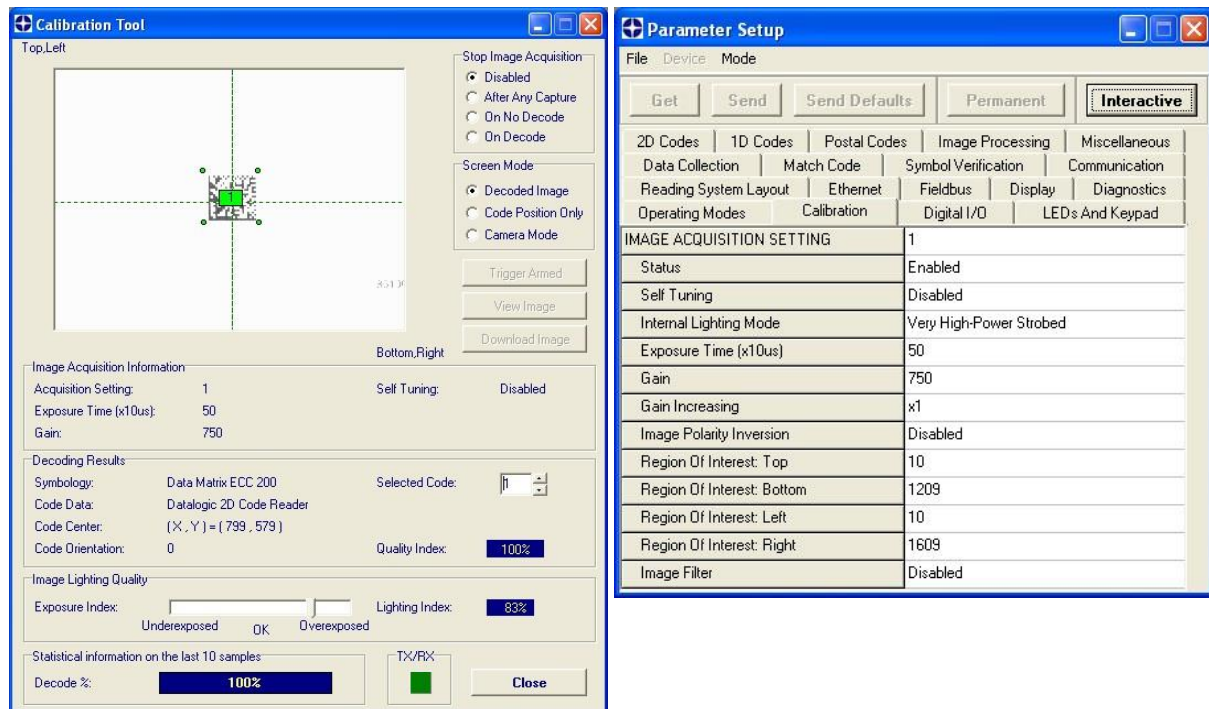 Calibration Tool
Top,Left
1
Bottom,Right
Stop Image Acquisition
Disabled
After Any Capture
On No Decode
On Decode
Screen Mode
Decoded Image
Code Position Only
Camera Mode
Trigger Armed
View Image
Download Image
Image Acquisition Information
Acquisition Setting: 1 Self Tuning: Disabled
Exposure Time (x10us): 50
Gain: 750
Decoding Results
Symbology: Data Matrix ECC 200 Selected Code: 1
Code Data: Datalogic 2D Code Reader
Code Center: ( X , Y ) = ( 799 , 579 )
Code Orientation: 0 Quality Index: 100%
Image Lighting Quality
Exposure Index: Lighting Index: 83%
Underexposed OK Overexposed
Statistical information on the last 10 samples TX/RX
Decode %: 100% Close
Parameter Setup
File Device Mode
Get Send Send Defaults Permanent Interactive
2D Codes 1D Codes Postal Codes Image Processing Miscellaneous
Data Collection Match Code Symbol Verification Communication
Reading System Layout Ethernet Fieldbus Display Diagnostics
Operating Modes Calibration Digital I/O LEDs And Keypad
IMAGE ACQUISITION SETTING 1
Status Enabled
Self Tuning Disabled
Internal Lighting Mode Very High-Power Strobed
Exposure Time (x10us) 50
Gain 750
Gain Increasing x1
Image Polarity Inversion Disabled
Region Of Interest: Top 10
Region Of Interest: Bottom 1209
Region Of Interest: Left 10
Region Of Interest: Right 1609
Image Filter Disabled